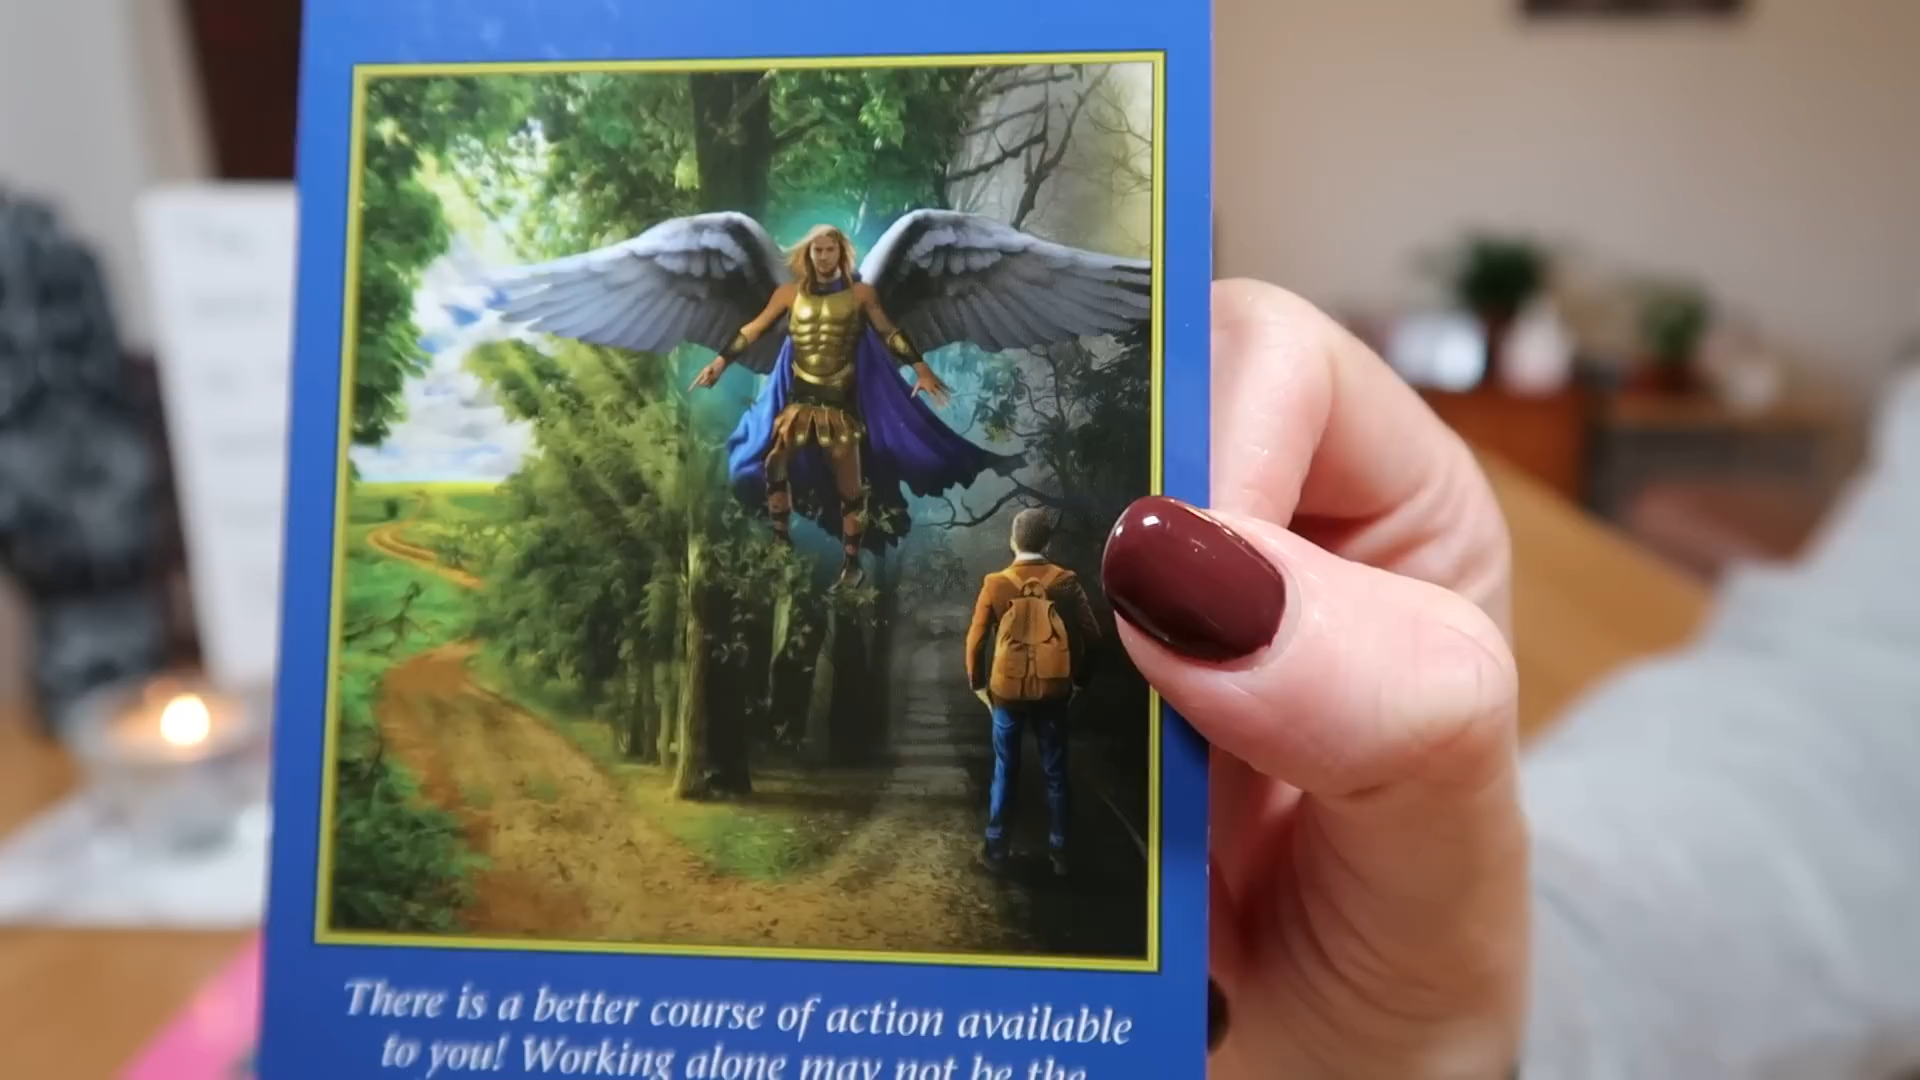 There is a better course of action available
to you! Working alone may not be the